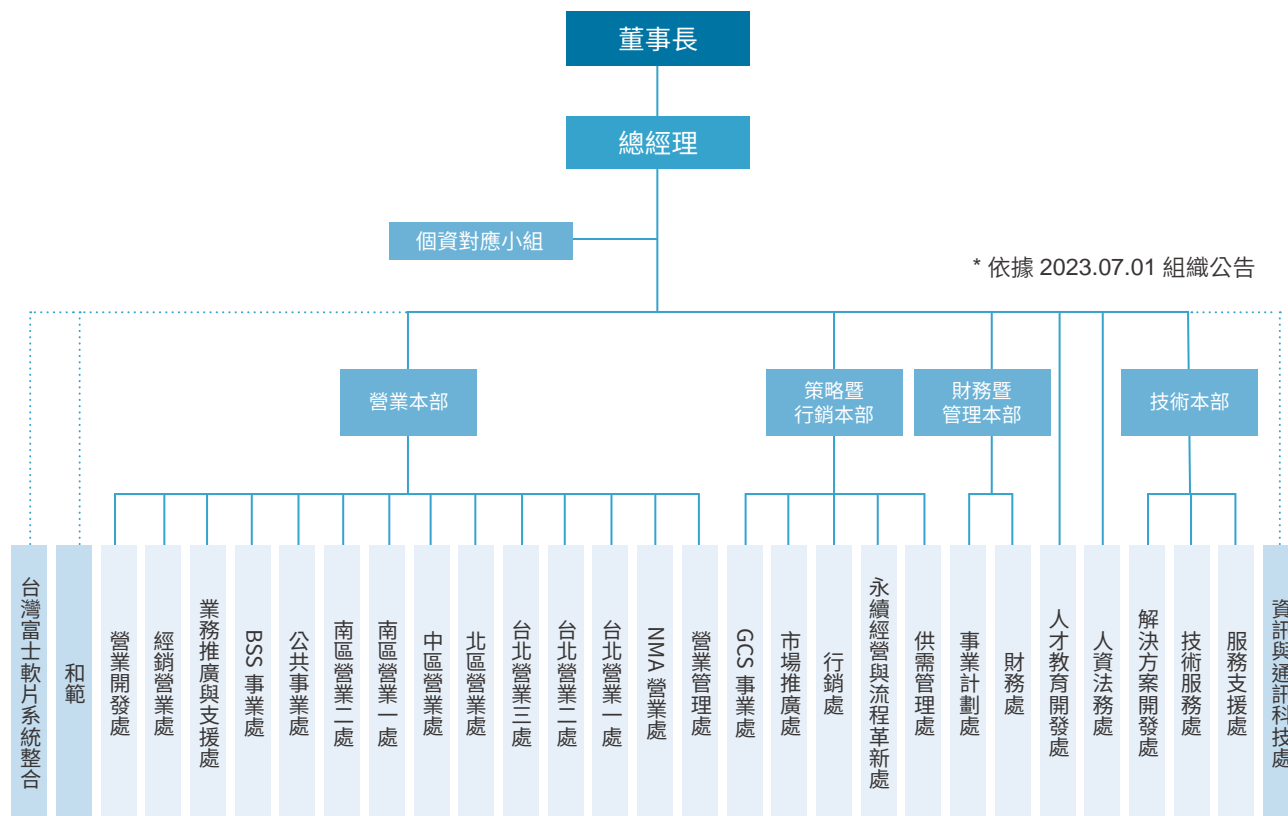 董事長
總經理
個資對應小組
* 依據 2023.07.01 組織公告
營業本部
策略暨
行銷本部
財務暨
管理本部
技術本部
台灣富士軟片系統整合
和範
營業開發處
經銷營業處
業務推廣與支援處
BSS 事業處
公共事業處
南區營業二處
南區營業一處
中區營業處
北區營業處
台北營業三處
台北營業二處
台北營業一處
NMA 營業處
營業管理處
GCS 事業處
市場推廣處
行銷處
永續經營與流程革新處
供需管理處
事業計劃處
財務處
人才教育開發處
人資法務處
解決方案開發處
技術服務處
服務支援處
資訊與通訊科技處